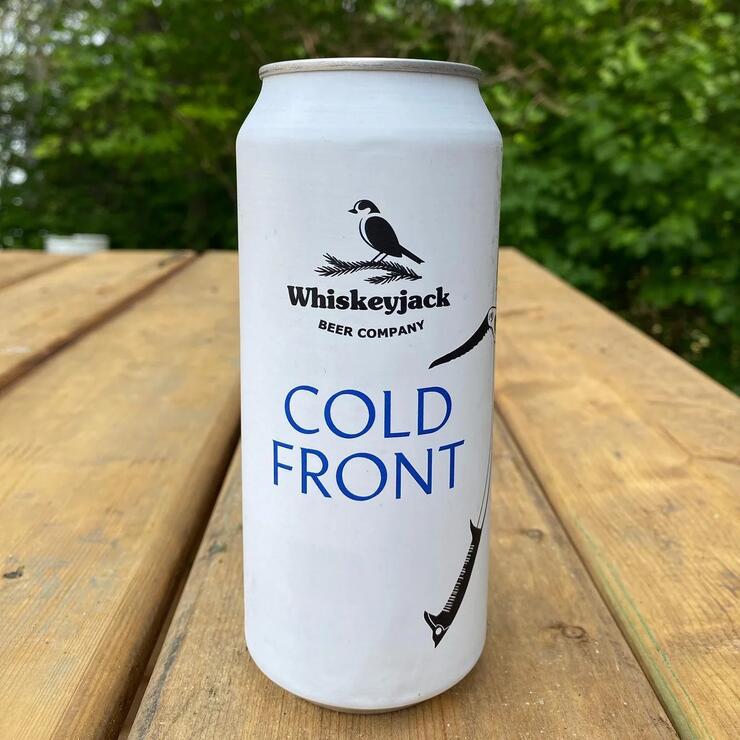 Whiskeyjack
BEER COMPANY
COLD
FRONT